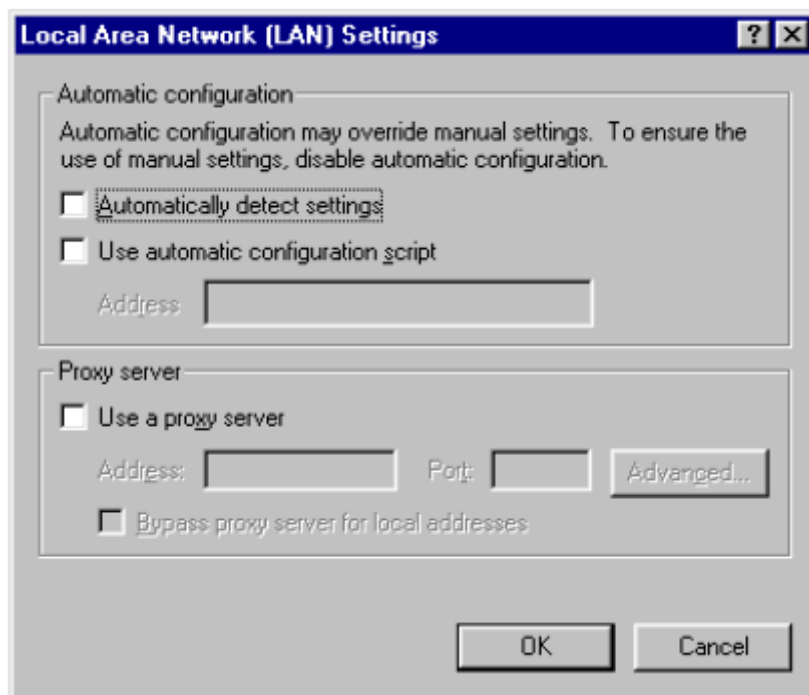 Local Area Network (LAN) Settings
Automatic configuration
Automatic configuration may override manual settings. To ensure the
use of manual settings, disable automatic configuration.
Automatically detect settings
Use automatic configuration script
Address
Proxy server
Use a proxy server
Address: Port: Advanced...
Bypass proxy server for local addresses
OK Cancel